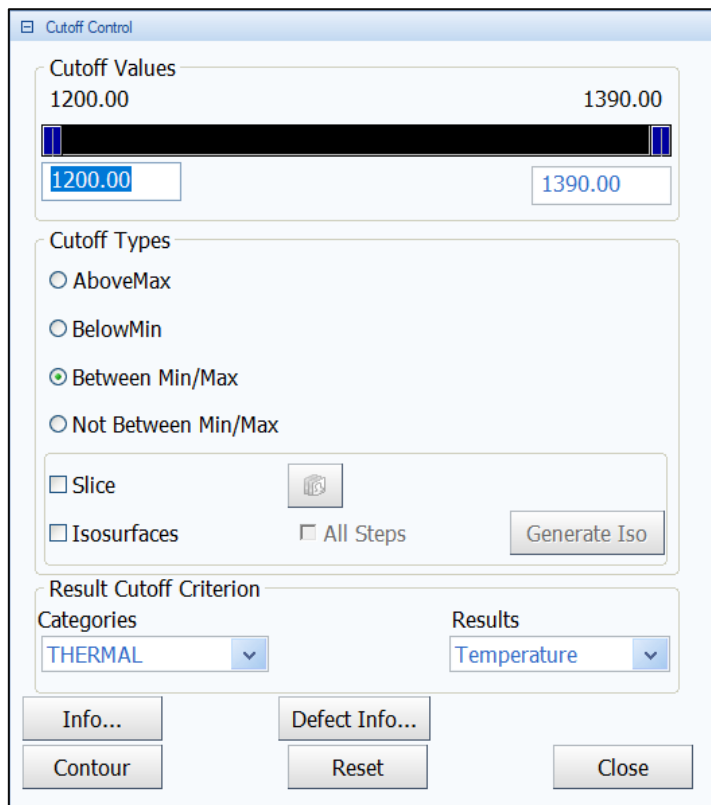 Cutoff Control
Cutoff Values
1200.00 1390.00
1200.00 1390.00
Cutoff Types
AboveMax
BelowMin
Between Min/Max
Not Between Min/Max
Slice
Isosurfaces All Steps Generate Iso
Result Cutoff Criterion
Categories Results
THERMAL Temperature
Info... Defect Info...
Contour Reset Close